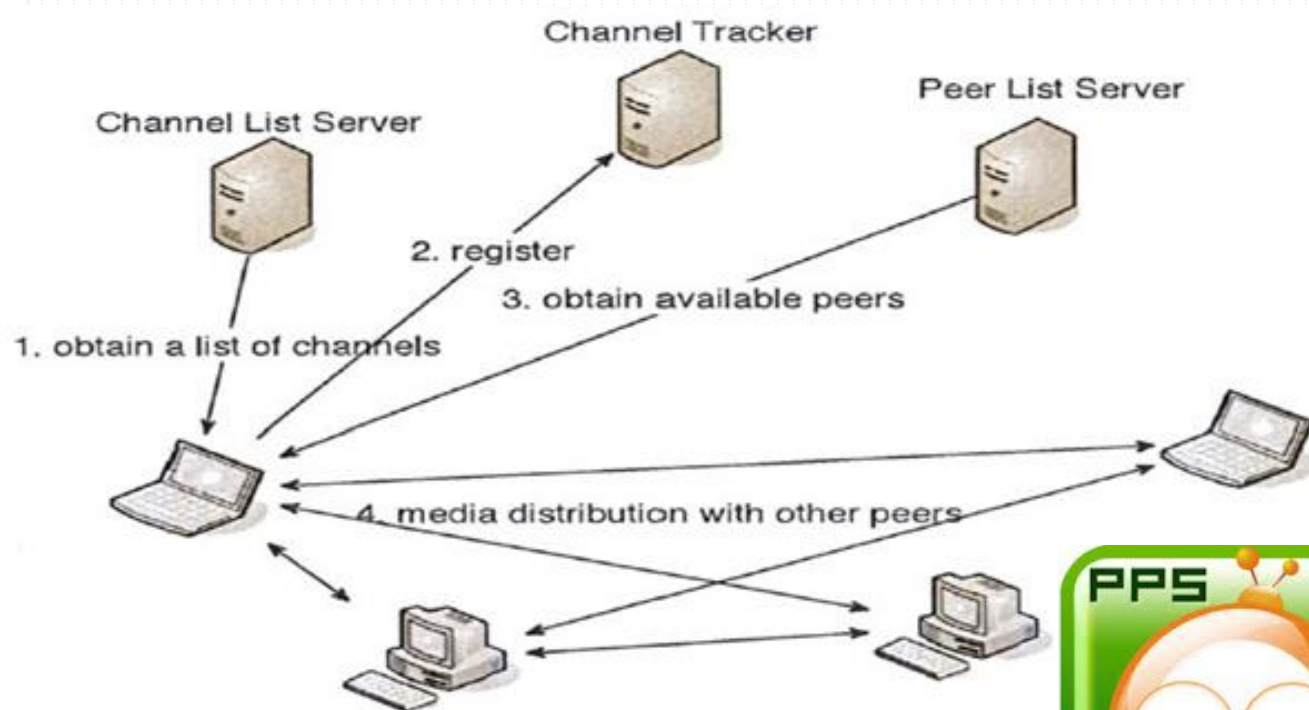 Channel Tracker
Peer List Server
Channel List Server
2. register
3. obtain available peers
1. obtain a list of channels
4. media distribution with other peers
PPS